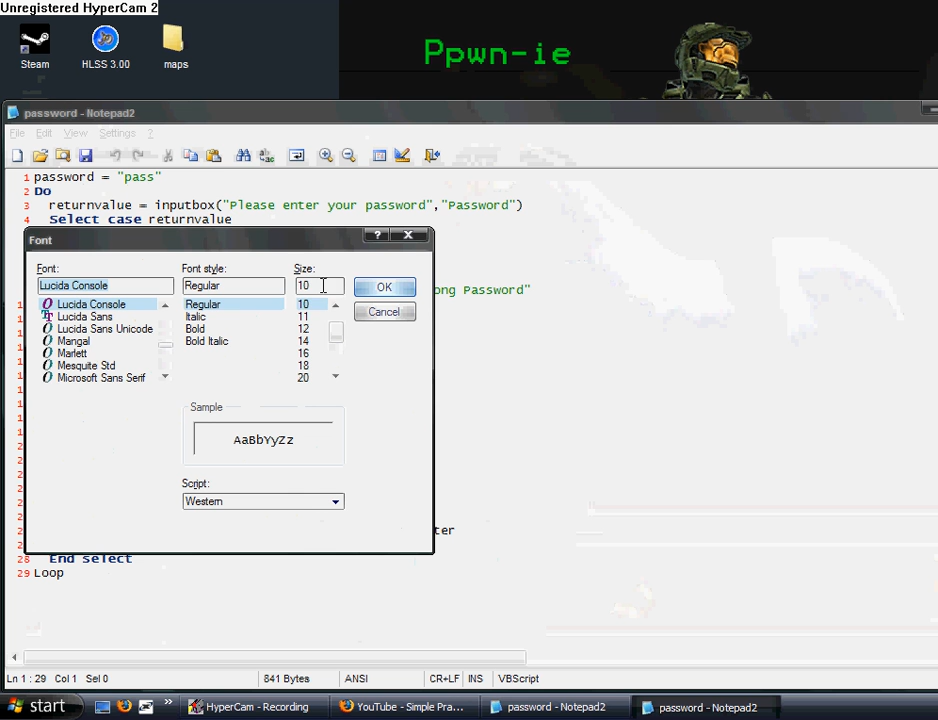 Unregistered HyperCam 2
Steam
HLSS 3.00
maps
Ppwn-ie
password - Notepad2
File Edit View Settings ?
1 password = "pass"
2 Do
3 returnvalue = inputbox("Please enter your password","Password")
4 Select case returnvalue
ong Password"
ter
28 End select
29 Loop
Font
Font:
Font style:
Size:
Lucida Console
Regular
10
OK
Cancel
Lucida Console
Lucida Sans
Lucida Sans Unicode
Mangal
Marlett
Mesquite Std
Microsoft Sans Serif
Regular
Italic
Bold
Bold Italic
10
11
12
14
16
18
20
Sample
AaBbYyZz
Script:
Western
Ln 1 : 29 Col 1 Sel 0
841 Bytes
ANSI
CR+LF
INS
VBScript
start
HyperCam - Recording
YouTube - Simple Pra...
password - Notepad2
password - Notepad2